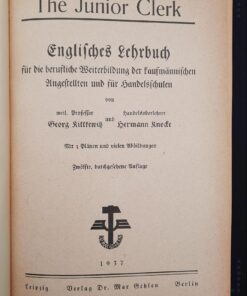 The Junior Clerk
Englisches Lehrbuch
für die berufliche Weiterbildung der kaufmännischen
Angestellten und für Handelsschulen
von
weil. Professor Handelsoberlehrer
Georg und Hermann Knocke
Mit 3 Plänen und vielen Abbildungen
Zwölfte, durchgesehene Auflage
1937
Leipzig Verlag Dr. Max Gehlen Berlin